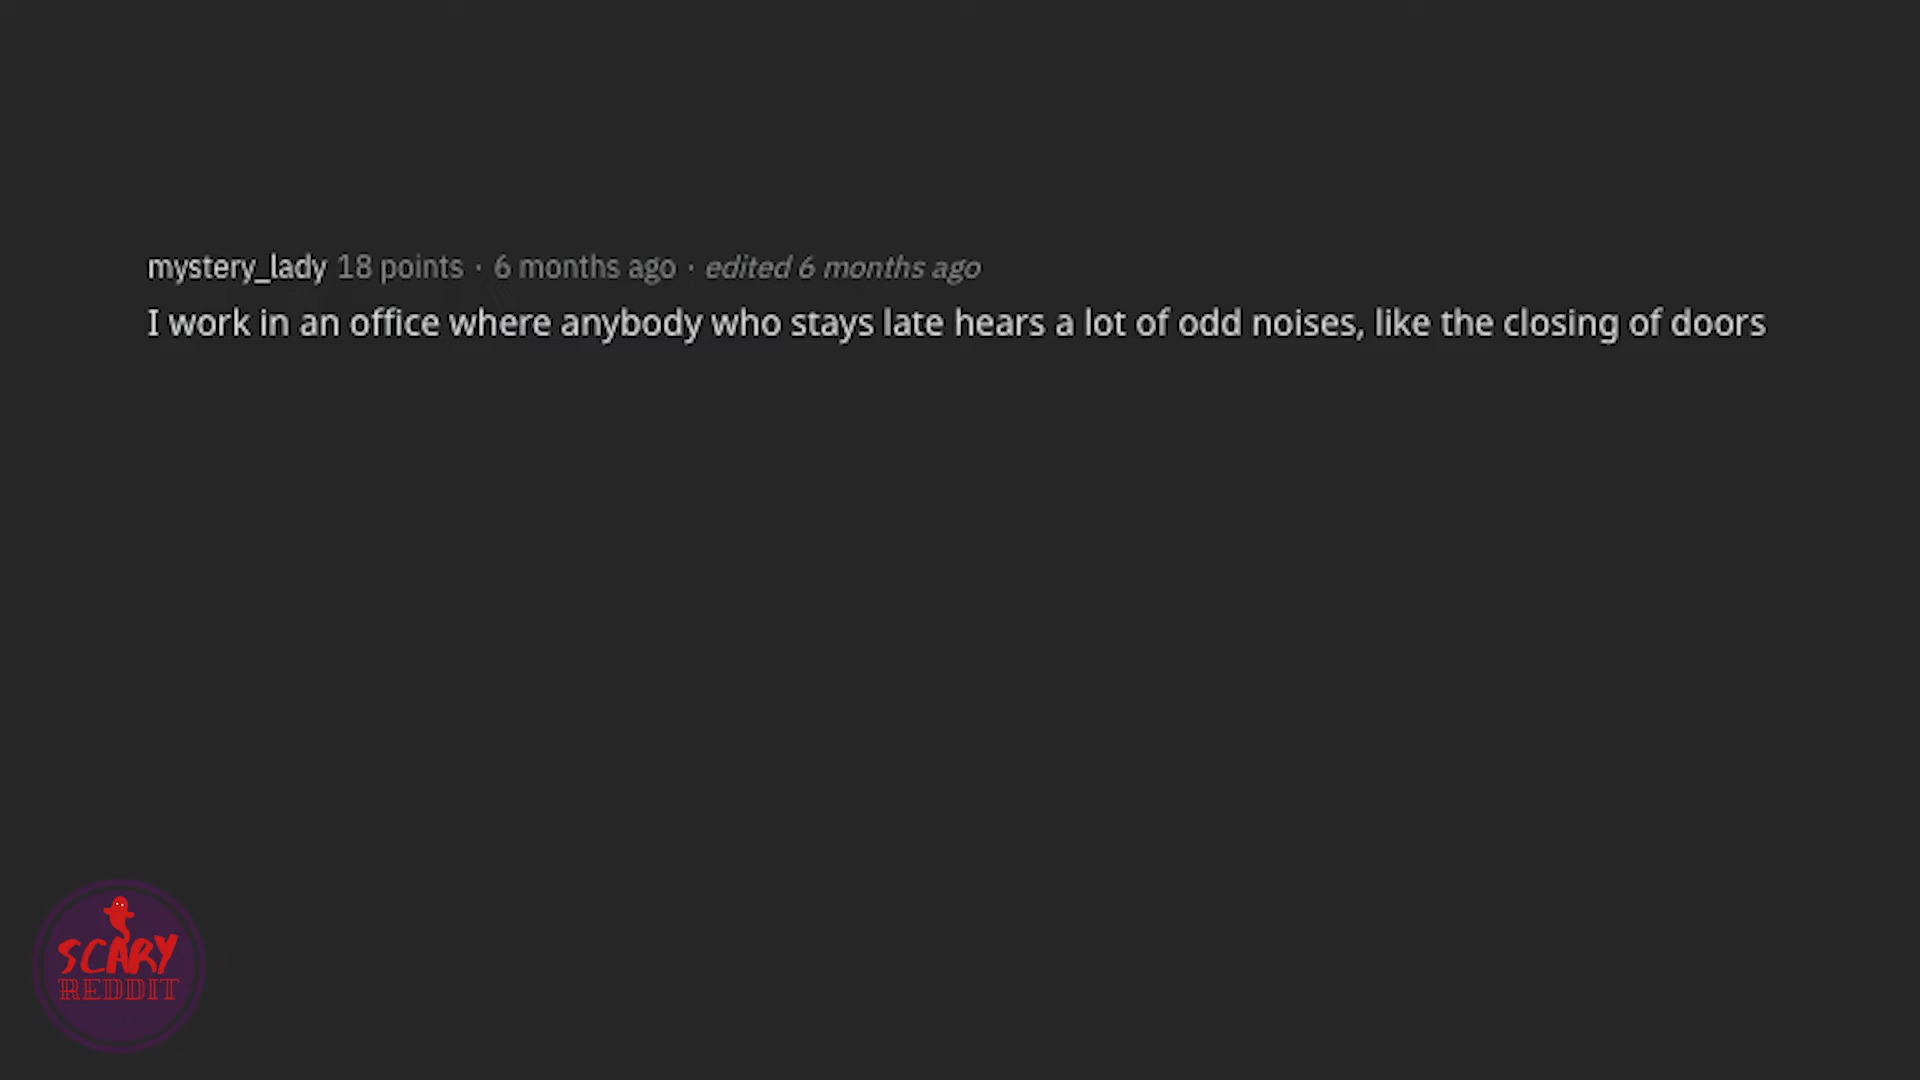 mystery_lady 18 points · 6 months ago · edited 6 months ago
I work in an office where anybody who stays late hears a lot of odd noises, like the closing of doors
SCARY
REDDIT